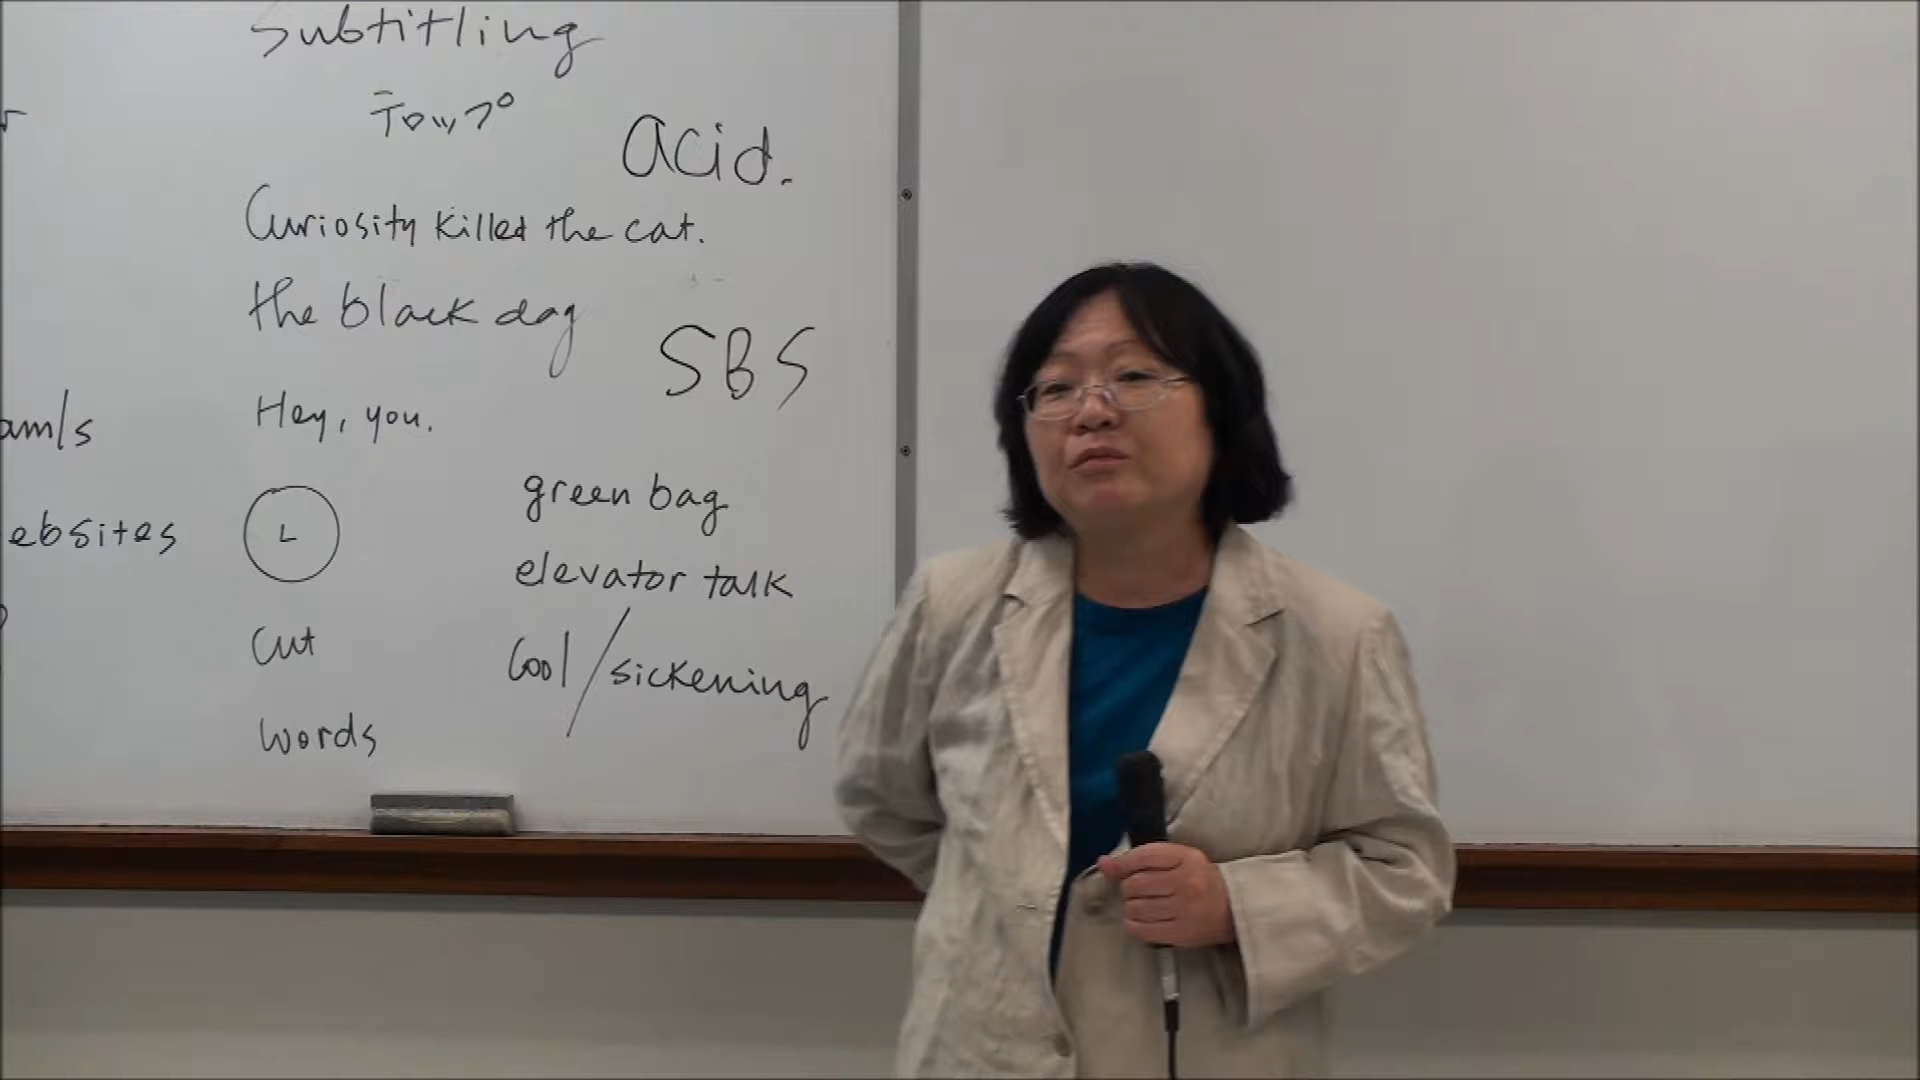 Subtitling
テロップ
acid.
Curiosity killed the cat.
the black dog
SBS
am/s
Hey, you.
green bag
ebsites
L
elevator talk
cut
Cool/sickening
words